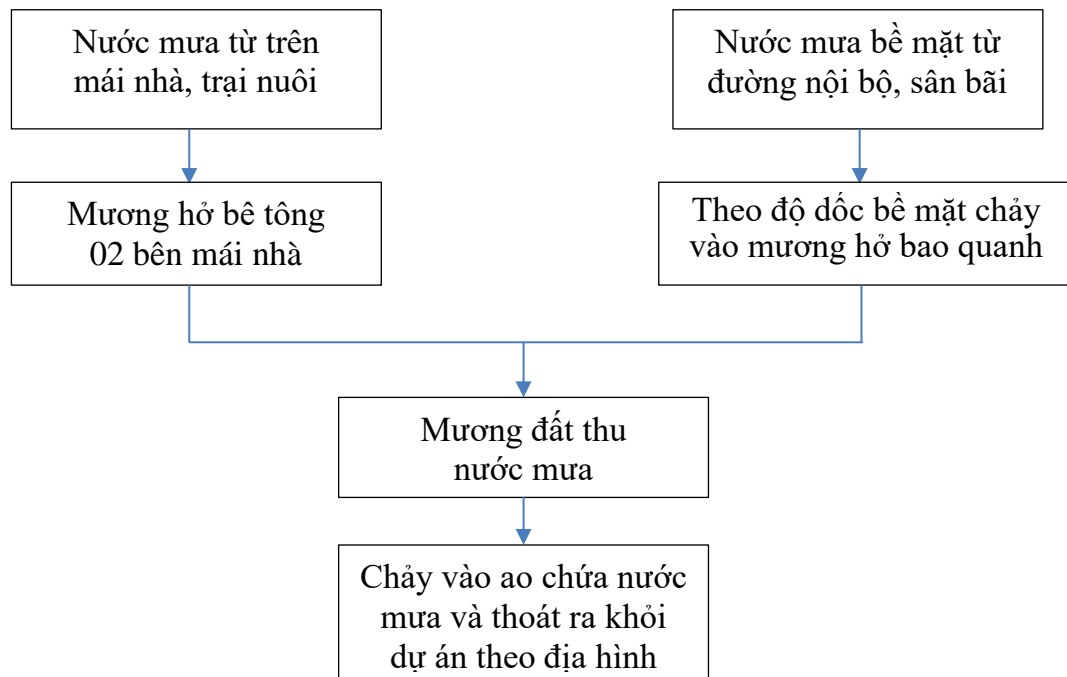 Nước mưa từ trên
mái nhà, trại nuôi
Nước mưa bề mặt từ
đường nội bộ, sân bãi
Mương hở bê tông
02 bên mái nhà
Theo độ dốc bề mặt chảy
vào mương hở bao quanh
Mương đất thu
nước mưa
Chảy vào ao chứa nước
mưa và thoát ra khỏi
dự án theo địa hình